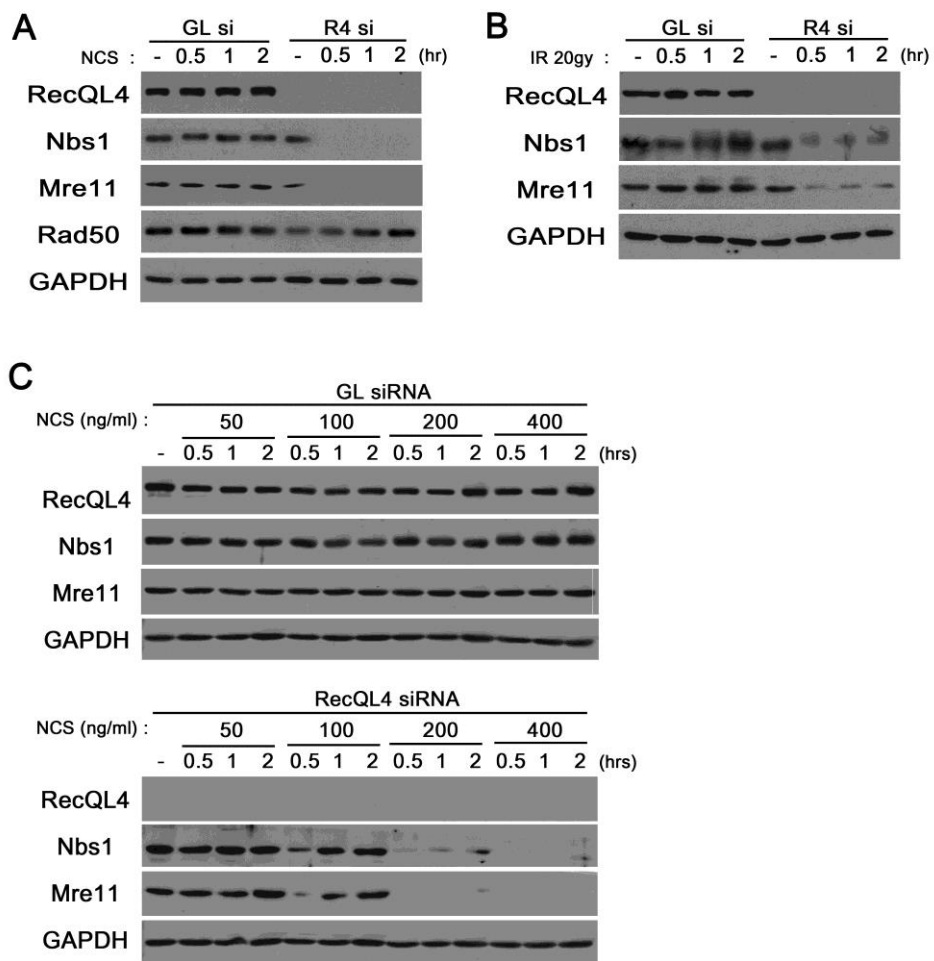 A
GL si R4 si
NCS : - 0.5 1 2 - 0.5 1 2 (hr)
RecQL4
Nbs1
Mre11
Rad50
GAPDH
B
GL si R4 si
IR 20gy : - 0.5 1 2 - 0.5 1 2 (hr)
RecQL4
Nbs1
Mre11
GAPDH
C
GL siRNA
NCS (ng/ml) : 50 100 200 400
- 0.5 1 2 0.5 1 2 0.5 1 2 0.5 1 2 (hrs)
RecQL4
Nbs1
Mre11
GAPDH
RecQL4 siRNA
NCS (ng/ml) : 50 100 200 400
- 0.5 1 2 0.5 1 2 0.5 1 2 0.5 1 2 (hrs)
RecQL4
Nbs1
Mre11
GAPDH